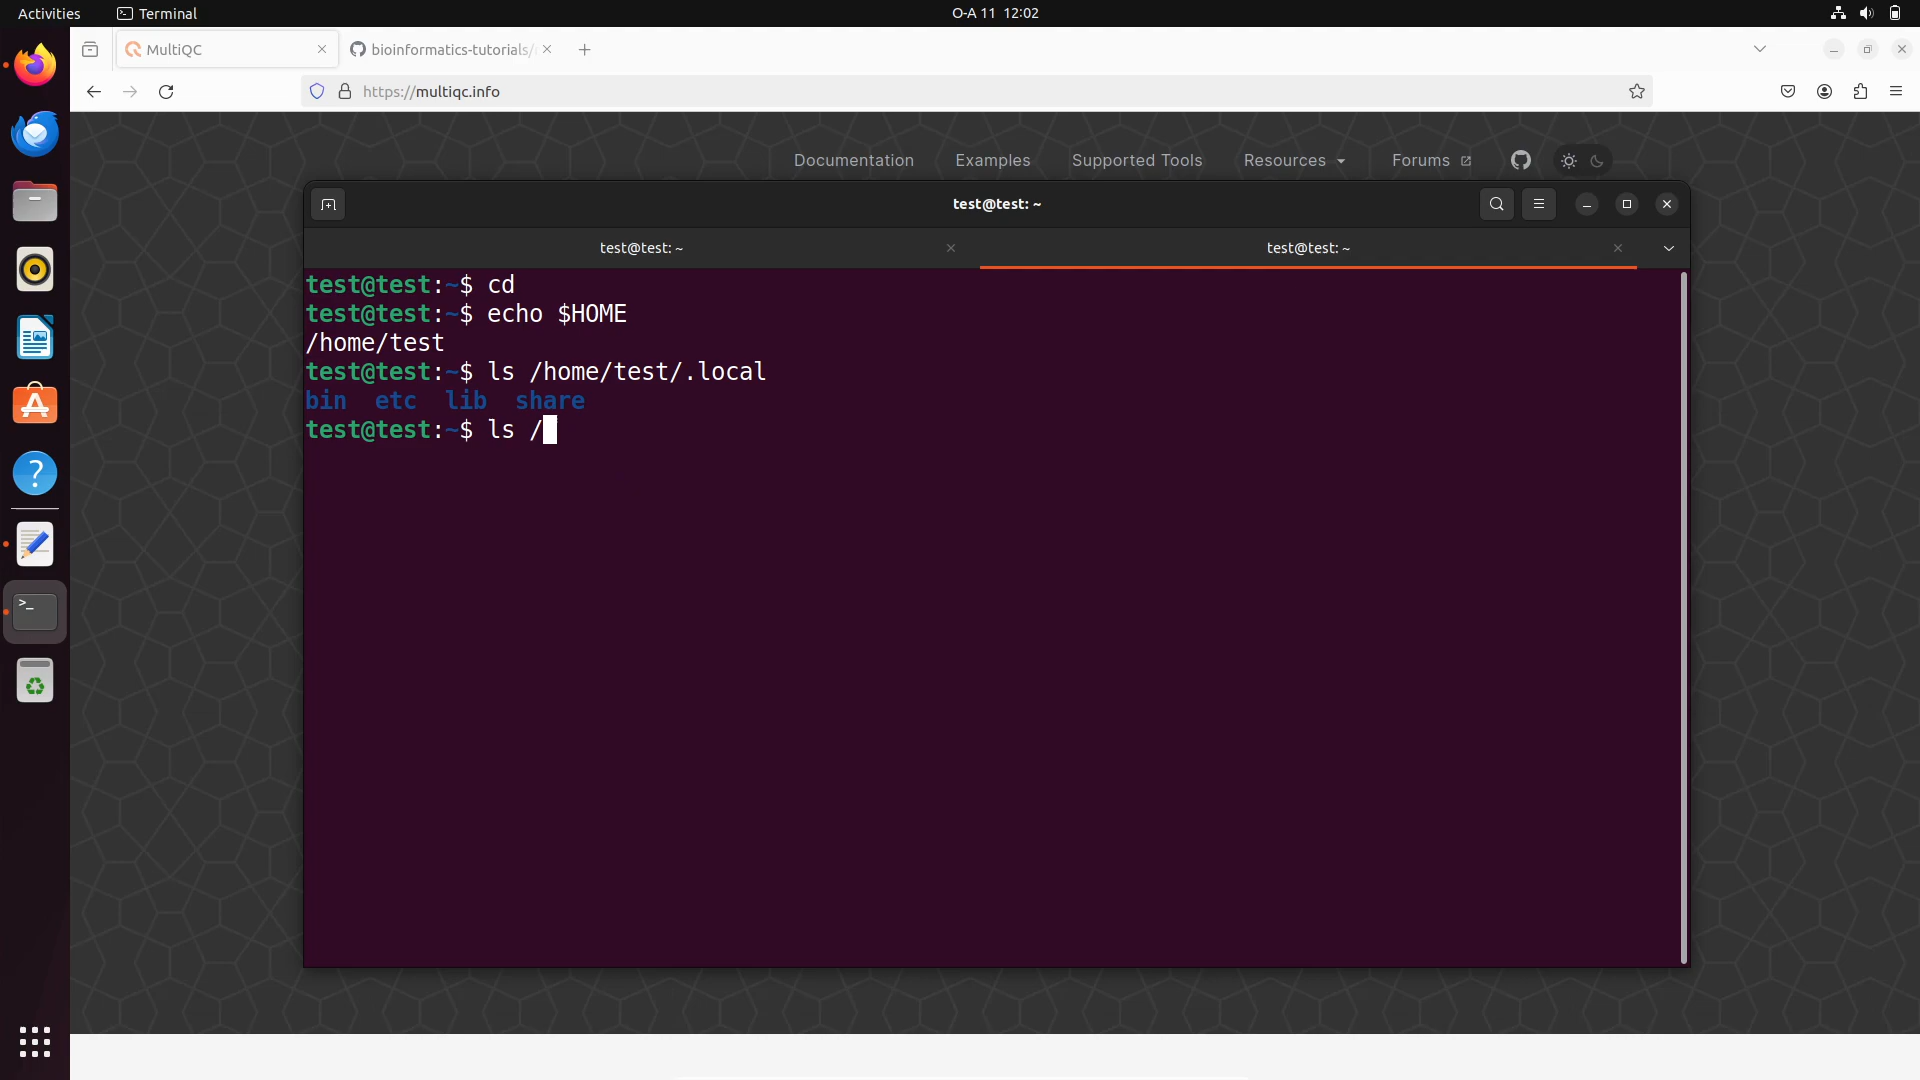 Activities Terminal O-A 11 12:02
MultiQC bioinformatics-tutorials/
https://multiqc.info
Documentation Examples Supported Tools Resources Forums
test@test: ~
test@test: ~ test@test: ~
test@test:~$ cd
test@test:~$ echo $HOME
/home/test
test@test:~$ ls /home/test/.local
bin etc lib share
test@test:~$ ls /